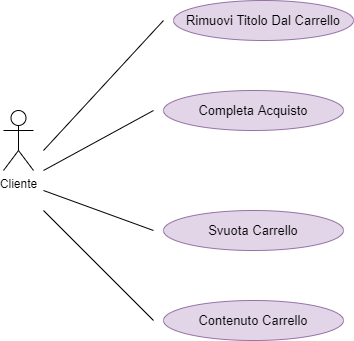 Rimuovi Titolo Dal Carrello
Completa Acquisto
Cliente
Svuota Carrello
Contenuto Carrello